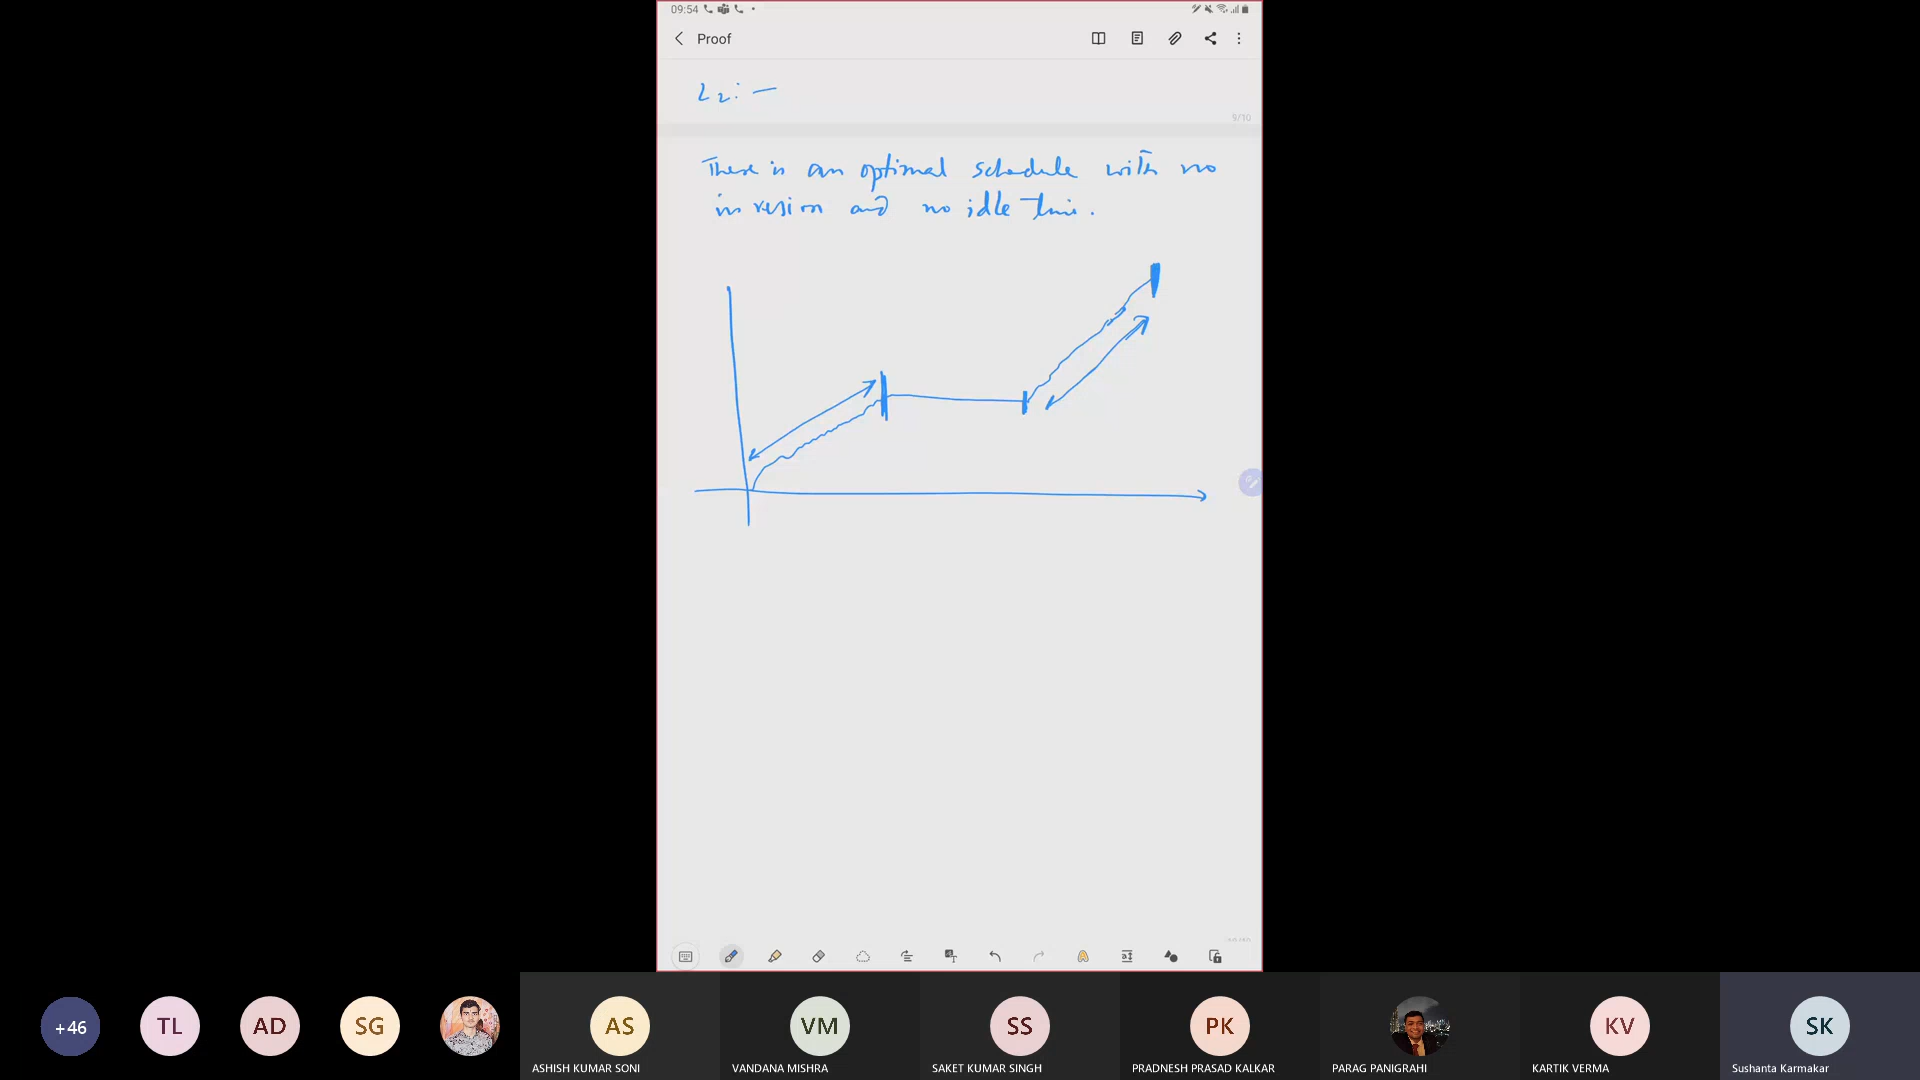 09:54
Proof
L2: —
9/10
There is an optimal schedule with no
inversion and no idle time.
+46
TL
AD
SG
AS
VM
SS
PK
KV
SK
ASHISH KUMAR SONI
VANDANA MISHRA
SAKET KUMAR SINGH
PRADNESH PRASAD KALKAR
PARAG PANIGRAHI
KARTIK VERMA
Sushanta Karmakar